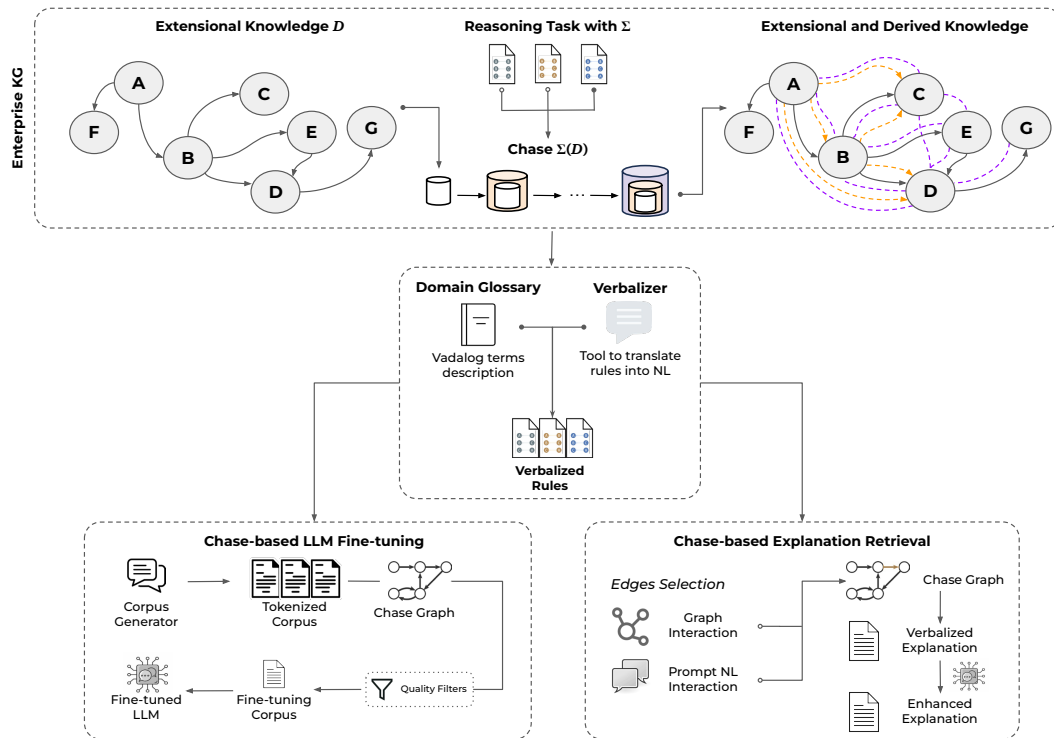 Enterprise KG
Extensional Knowledge D
Reasoning Task with Σ
Extensional and Derived Knowledge
A
F
C
B
E
G
D
Chase Σ(D)
...
A
F
C
B
E
G
D
Domain Glossary
Vadalog terms
description
Verbalizer
Tool to translate
rules into NL
Verbalized
Rules
Chase-based LLM Fine-tuning
Corpus
Generator
Tokenized
Corpus
Chase Graph
Fine-tuned
LLM
Fine-tuning
Corpus
Quality Filters
Chase-based Explanation Retrieval
Edges Selection
Graph
Interaction
Prompt NL
Interaction
Chase Graph
Verbalized
Explanation
Enhanced
Explanation